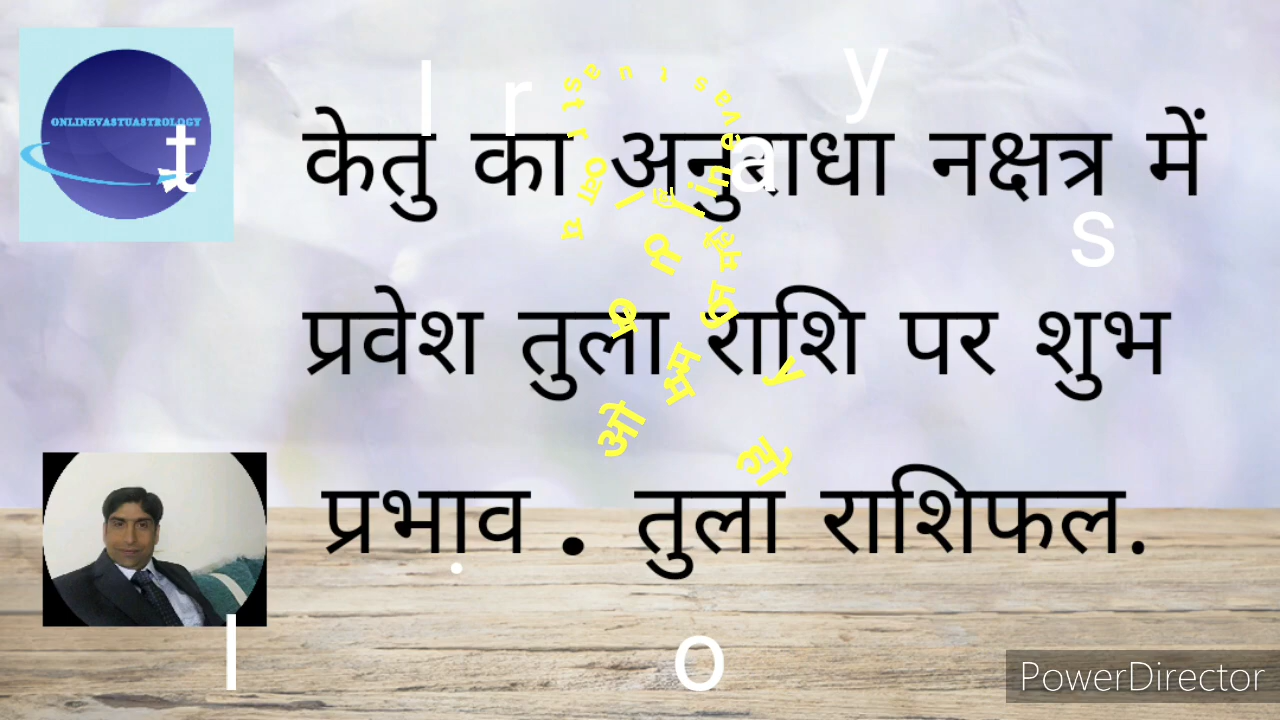 ONLINEVASTUASTROLOGY
केतु का अनुराधा नक्षत्र में
प्रवेश तुला राशि पर शुभ
प्रभाव . तुला राशिफल.
PowerDirector